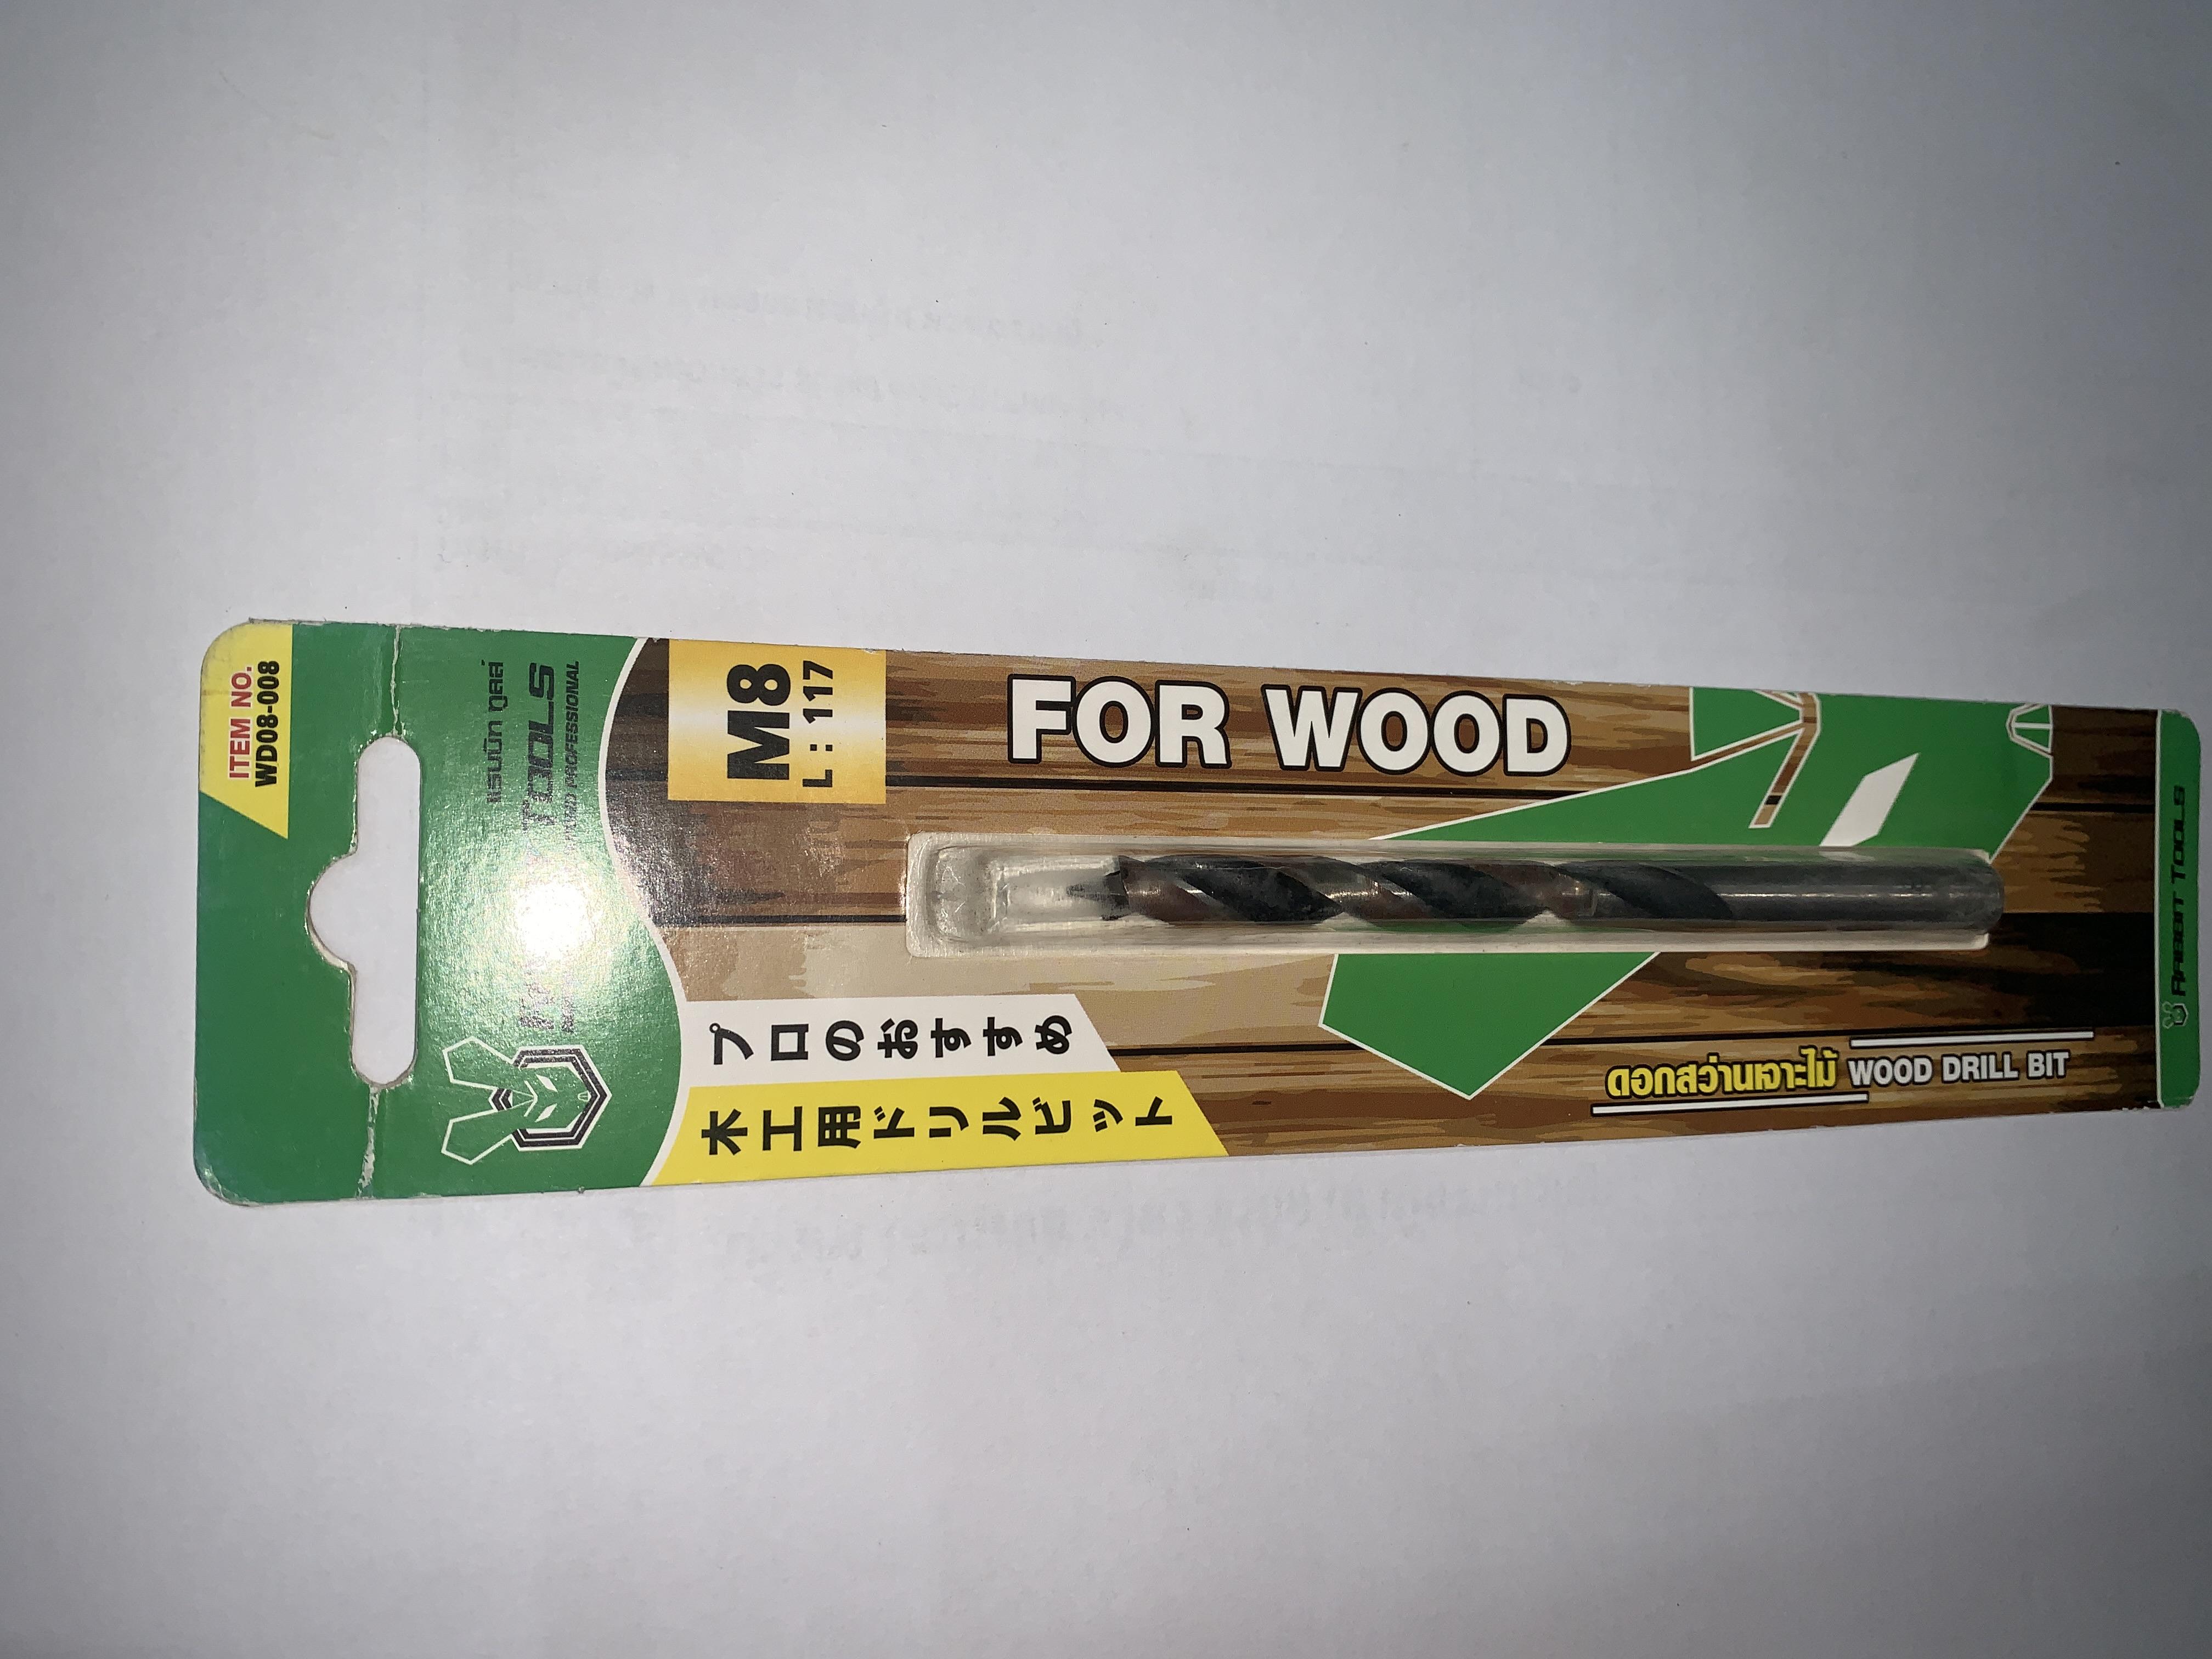 ITEM NO.
WD08-008
แรบบิท ทูลส์
TOOLS
PROFESSIONAL
M8
L : 117
FOR WOOD
プロのおすすめ
木工用ドリルビット
ดอกสว่านเจาะไม้ WOOD DRILL BIT
RABBIT TOOLS